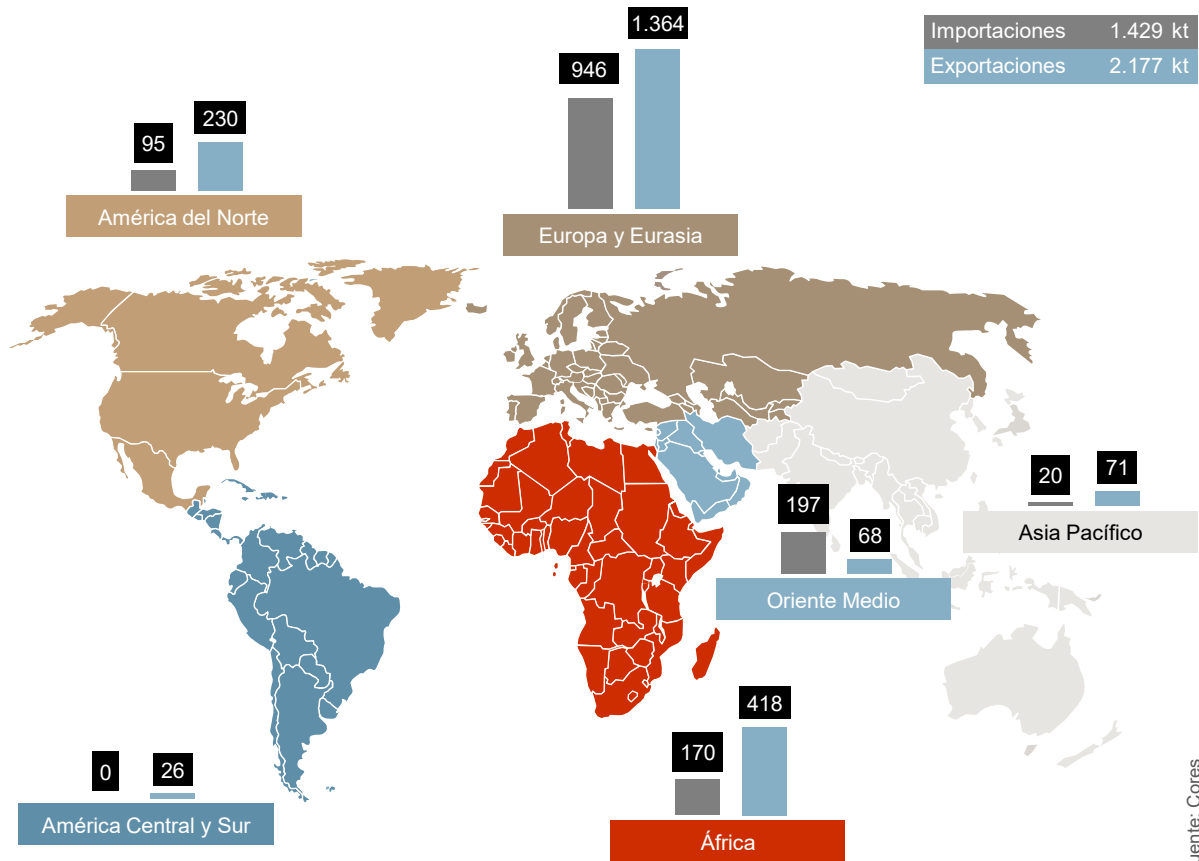 1.364
946
Importaciones 1.429 kt
Exportaciones 2.177 kt
95
230
América del Norte
Europa y Eurasia
20
71
Asia Pacífico
197
68
Oriente Medio
418
170
África
0
26
América Central y Sur
Cores